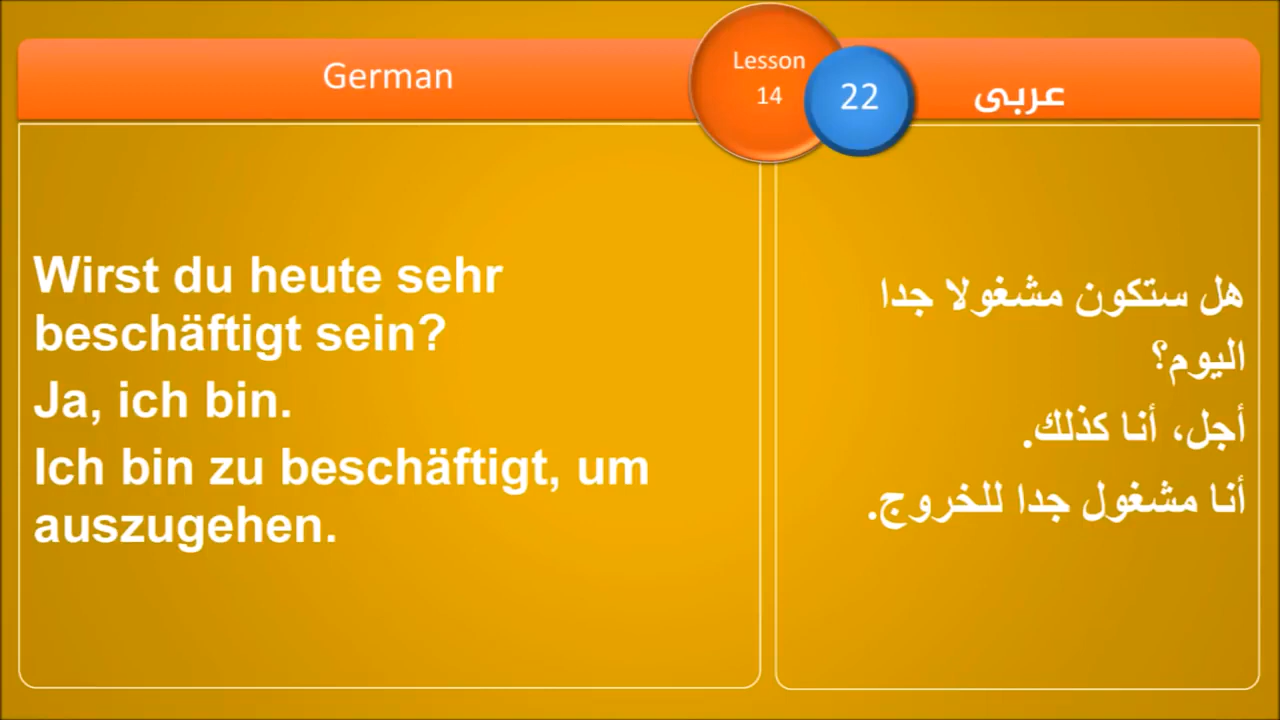 German
Lesson
14
22
عربى
Wirst du heute sehr
beschäftigt sein?
Ja, ich bin.
Ich bin zu beschäftigt, um
auszugehen.
هل ستكون مشغولا جدا
اليوم؟
أجل، أنا كذلك.
أنا مشغول جدا للخروج.